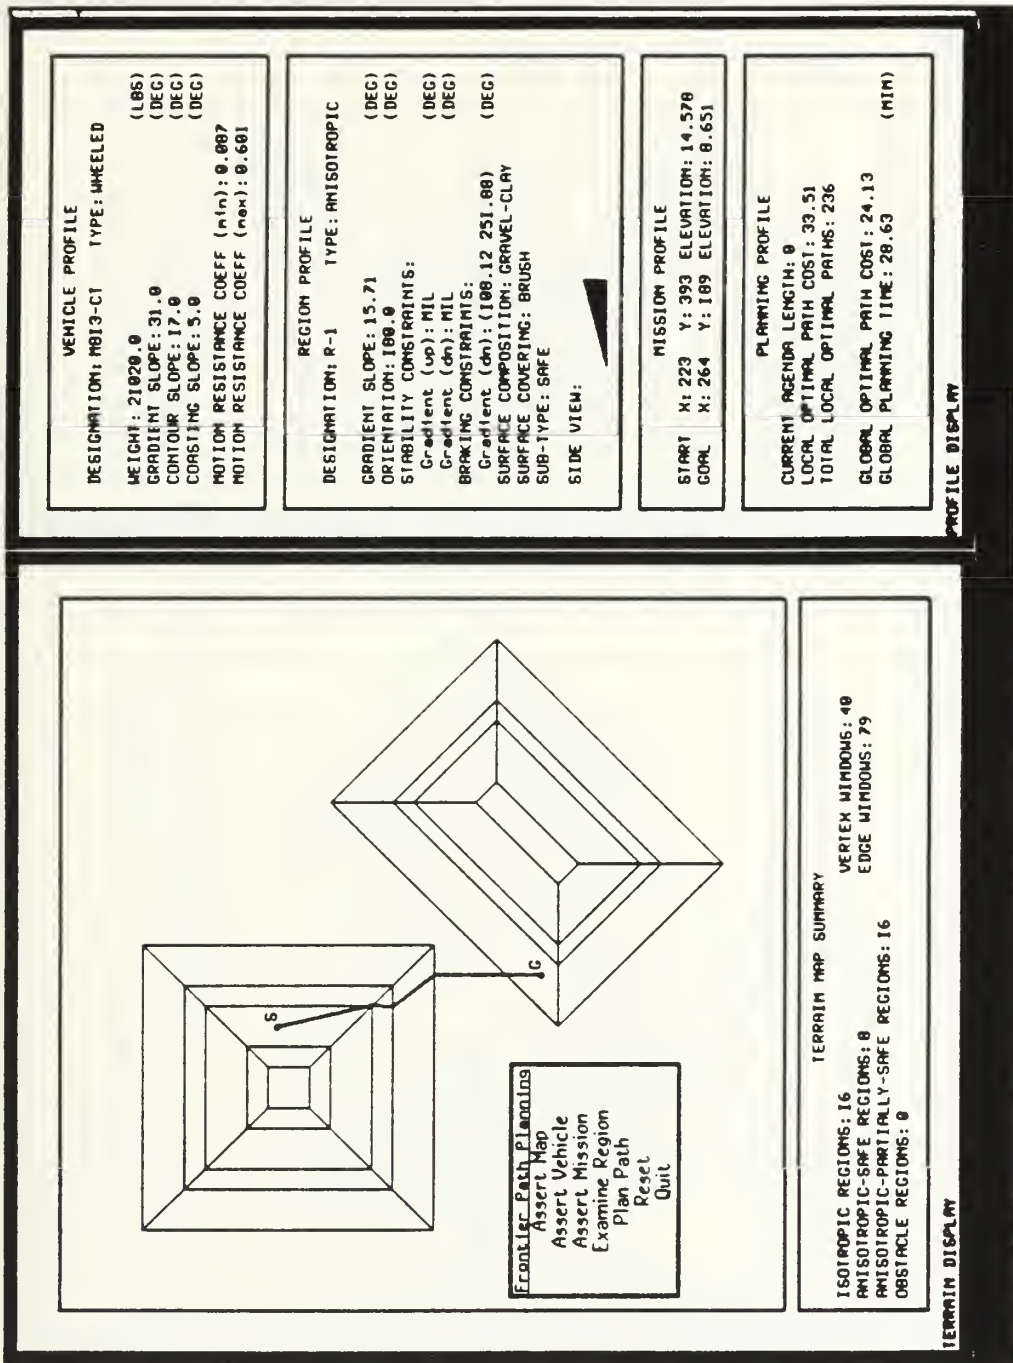 S
G
Frontier Path Planning
Assert Map
Assert Vehicle
Assert Mission
Examine Region
Plan Path
Reset
Quit
TERRAIN MAP SUMMARY
ISOTROPIC REGIONS: 16 VERTEX WINDOWS: 40
ANISOTROPIC-SAFE REGIONS: 8 EDGE WINDOWS: 79
ANISOTROPIC-PARTIALLY-SAFE REGIONS: 16
OBSTACLE REGIONS: 0
TERRAIN DISPLAY
VEHICLE PROFILE
DESIGNATION: M813-CT TYPE: WHEELED
WEIGHT: 21020.0 (LBS)
GRADIENT SLOPE: 31.0 (DEG)
CONTOUR SLOPE: 17.0 (DEG)
COASTING SLOPE: 5.0 (DEG)
MOTION RESISTANCE COEFF (min): 0.087
MOTION RESISTANCE COEFF (max): 0.601
REGION PROFILE
DESIGNATION: R-1 TYPE: ANISOTROPIC
GRADIENT SLOPE: 15.71 (DEG)
ORIENTATION: 180.0 (DEG)
STABILITY CONSTRAINTS:
Gradient (up): NIL (DEG)
Gradient (dn): NIL (DEG)
BRAKING CONSTRAINTS:
Gradient (dn): (108.12 251.88) (DEG)
SURFACE COMPOSITION: GRAVEL-CLAY
SURFACE COVERING: BRUSH
SUB-TYPE: SAFE
SIDE VIEW:
MISSION PROFILE
START X: 223 Y: 393 ELEVATION: 14.570
GOAL X: 264 Y: 189 ELEVATION: 8.651
PLANNING PROFILE
CURRENT AGENDA LENGTH: 0
LOCAL OPTIMAL PATH COST: 33.51
TOTAL LOCAL OPTIMAL PATHS: 236
GLOBAL OPTIMAL PATH COST: 24.13
GLOBAL PLANNING TIME: 28.63 (MIN)
PROFILE DISPLAY